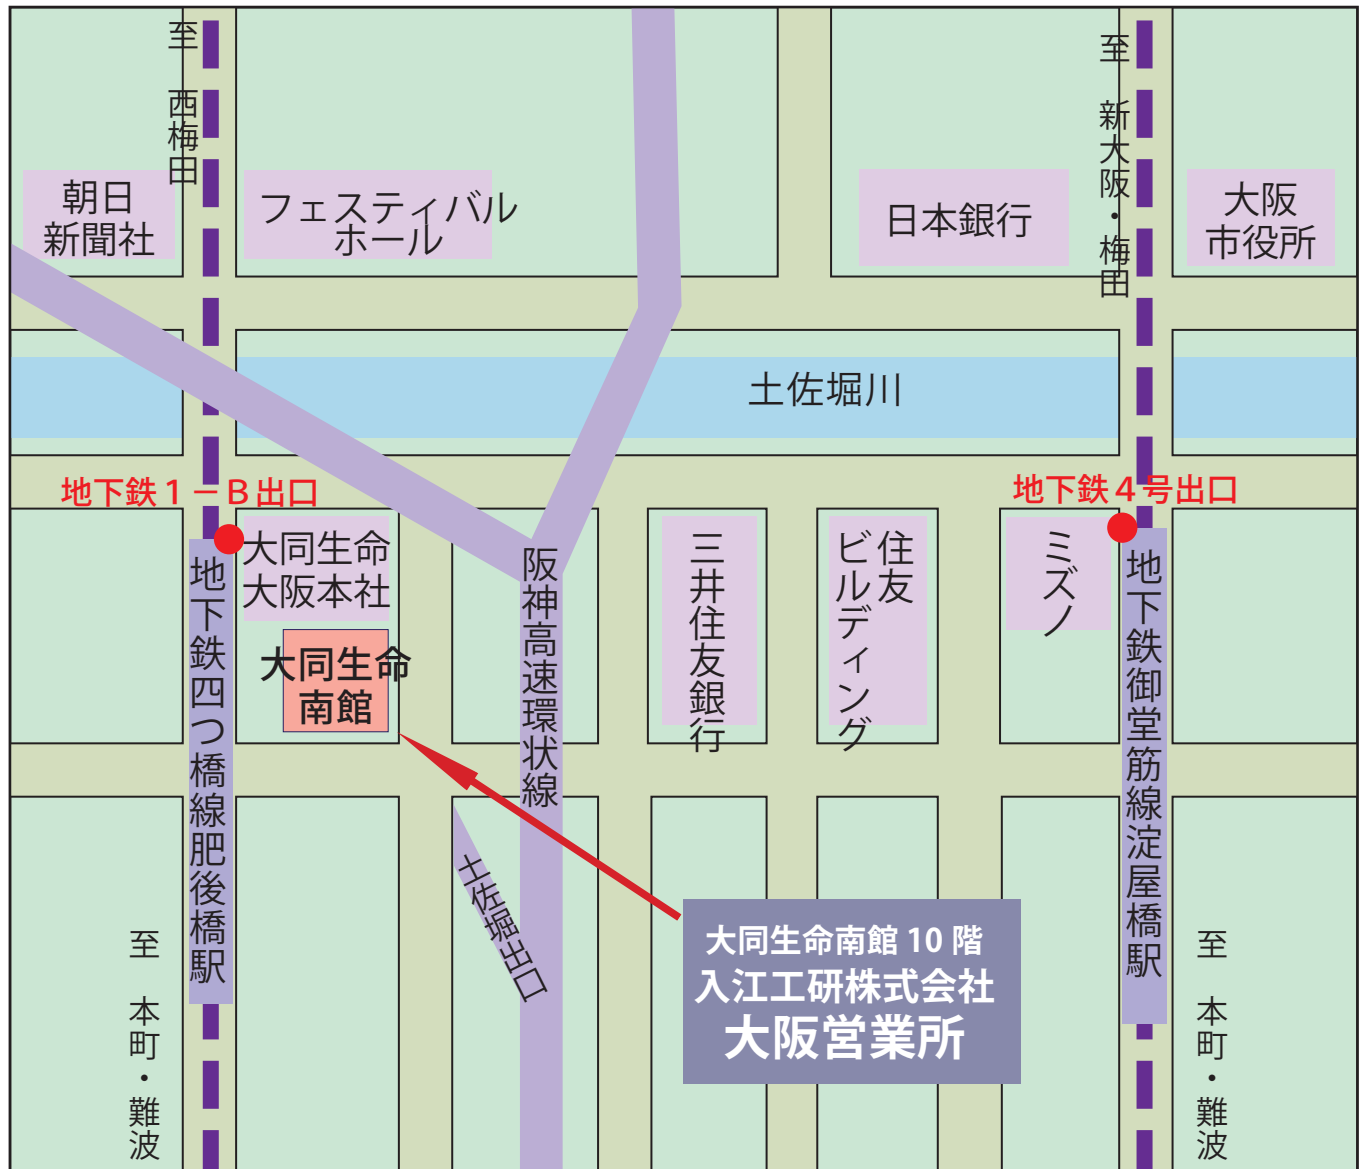 至 西梅田
至 新大阪・梅田
朝日
新聞社
フェスティバル
ホール
日本銀行
大阪
市役所
土佐堀川
地下鉄１－Ｂ出口
地下鉄４号出口
大同生命
大阪本社
大同生命
南館
阪神高速環状線
三井住友銀行
住友
ビルディング
ミズノ
地下鉄四つ橋線肥後橋駅
地下鉄御堂筋線淀屋橋駅
土佐堀出口
大同生命南館 10 階
入江工研株式会社
大阪営業所
至 本町・難波
至 本町・難波